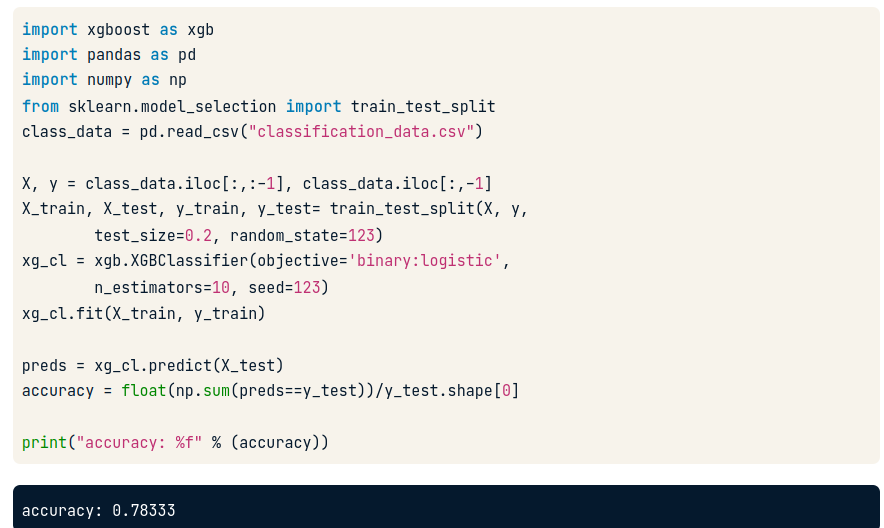 import xgboost as xgb
import pandas as pd
import numpy as np
from sklearn.model_selection import train_test_split
class_data = pd.read_csv("classification_data.csv")

X, y = class_data.iloc[:,:-1], class_data.iloc[:,-1]
X_train, X_test, y_train, y_test= train_test_split(X, y,
        test_size=0.2, random_state=123)
xg_cl = xgb.XGBClassifier(objective='binary:logistic',
        n_estimators=10, seed=123)
xg_cl.fit(X_train, y_train)

preds = xg_cl.predict(X_test)
accuracy = float(np.sum(preds==y_test))/y_test.shape[0]

print("accuracy: %f" % (accuracy))

accuracy: 0.78333